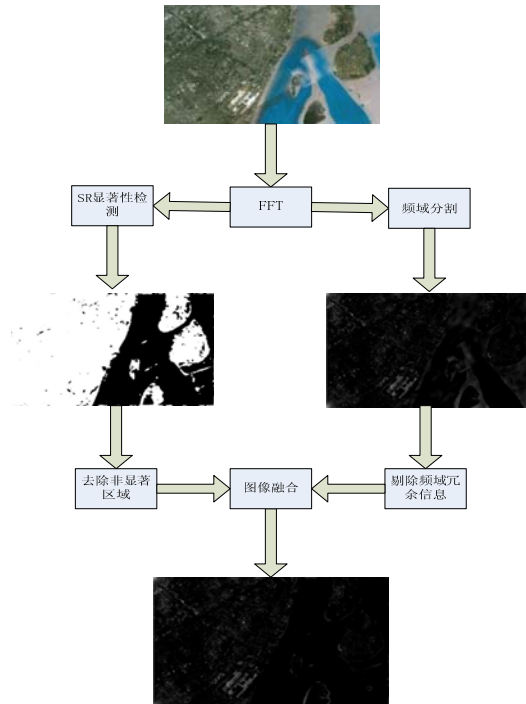 SR显著性检
测
FFT
频域分割
去除非显著
区域
图像融合
剔除频域冗
余信息